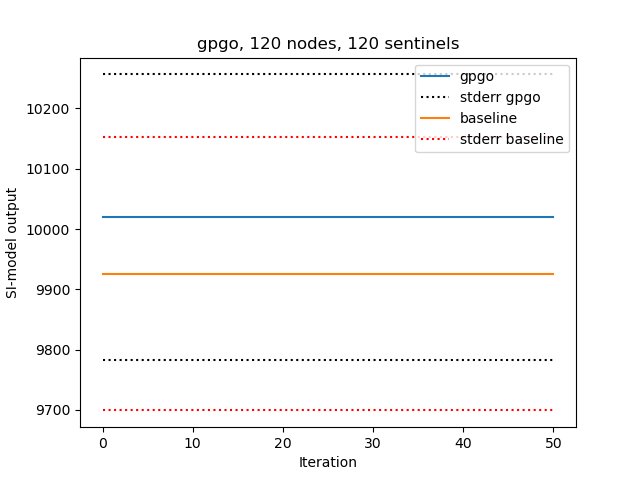 gpgo, 120 nodes, 120 sentinels
gpgo
stderr gpgo
baseline
stderr baseline
SI-model output
10200
10100
10000
9900
9800
9700
0 10 20 30 40 50
Iteration